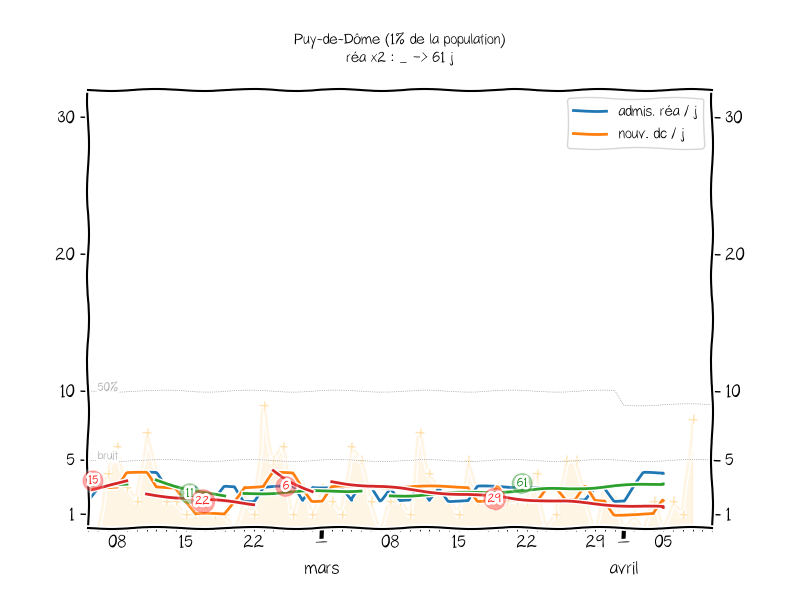 Puy-de-Dôme (1% de la population)
réa x2 : _ -> 61 j
admis. réa / j
nouv. dc / j
30
30
20
20
10
10
50%
5
5
bruit
15
11
22
6
29
61
1
1
08 15 22 1 08 15 22 29 1 05
mars avril